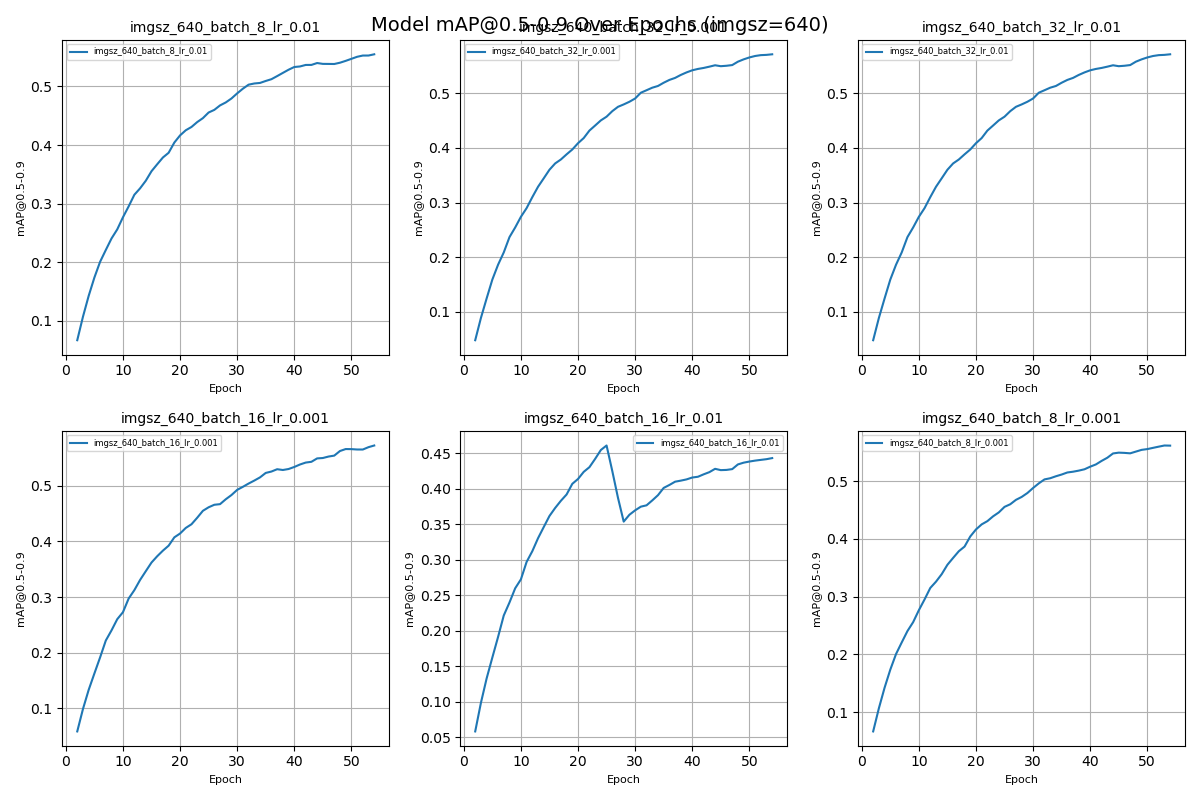 Model mAP@0.5-0.9 Over Epochs (imgsz=640)
imgsz_640_batch_8_lr_0.01
imgsz_640_batch_8_lr_0.01
mAP@0.5-0.9
0.5
0.4
0.3
0.2
0.1
0 10 20 30 40 50
Epoch
imgsz_640_batch_32_lr_0.001
imgsz_640_batch_32_lr_0.001
mAP@0.5-0.9
0.5
0.4
0.3
0.2
0.1
0 10 20 30 40 50
Epoch
imgsz_640_batch_32_lr_0.01
imgsz_640_batch_32_lr_0.01
mAP@0.5-0.9
0.5
0.4
0.3
0.2
0.1
0 10 20 30 40 50
Epoch
imgsz_640_batch_16_lr_0.001
imgsz_640_batch_16_lr_0.001
mAP@0.5-0.9
0.5
0.4
0.3
0.2
0.1
0 10 20 30 40 50
Epoch
imgsz_640_batch_16_lr_0.01
imgsz_640_batch_16_lr_0.01
mAP@0.5-0.9
0.45
0.40
0.35
0.30
0.25
0.20
0.15
0.10
0.05
0 10 20 30 40 50
Epoch
imgsz_640_batch_8_lr_0.001
imgsz_640_batch_8_lr_0.001
mAP@0.5-0.9
0.5
0.4
0.3
0.2
0.1
0 10 20 30 40 50
Epoch